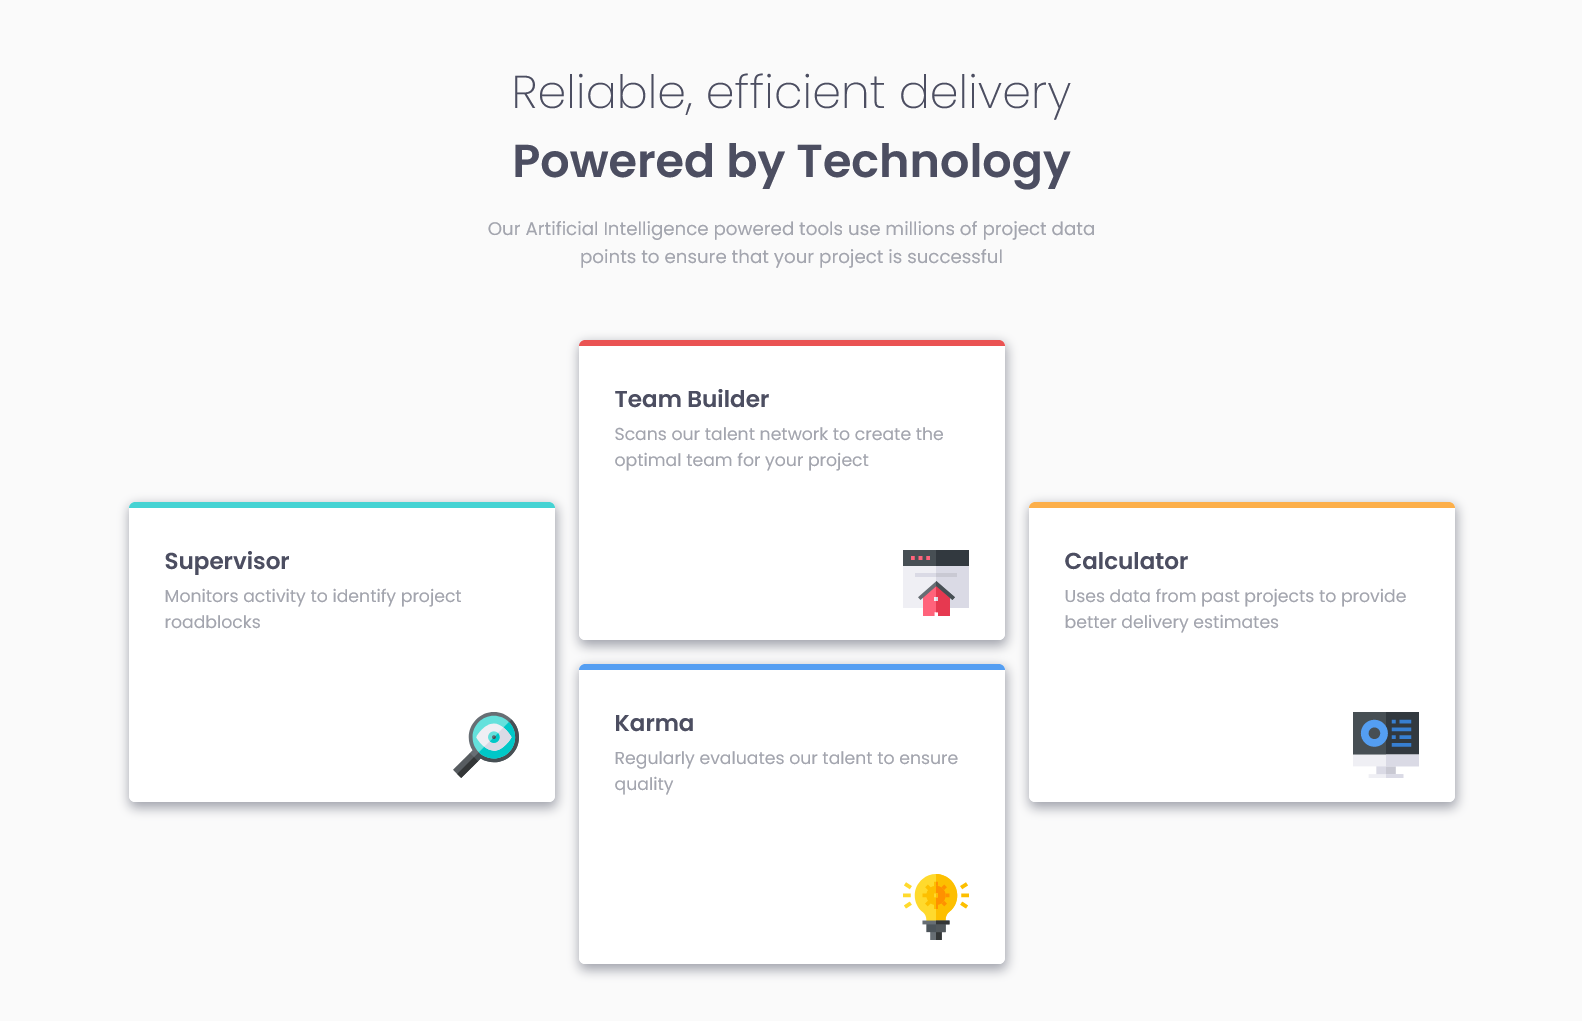 Reliable, efficient delivery
Powered by Technology
Our Artificial Intelligence powered tools use millions of project data
points to ensure that your project is successful
Team Builder
Scans our talent network to create the
optimal team for your project
Supervisor
Monitors activity to identify project
roadblocks
Calculator
Uses data from past projects to provide
better delivery estimates
Karma
Regularly evaluates our talent to ensure
quality